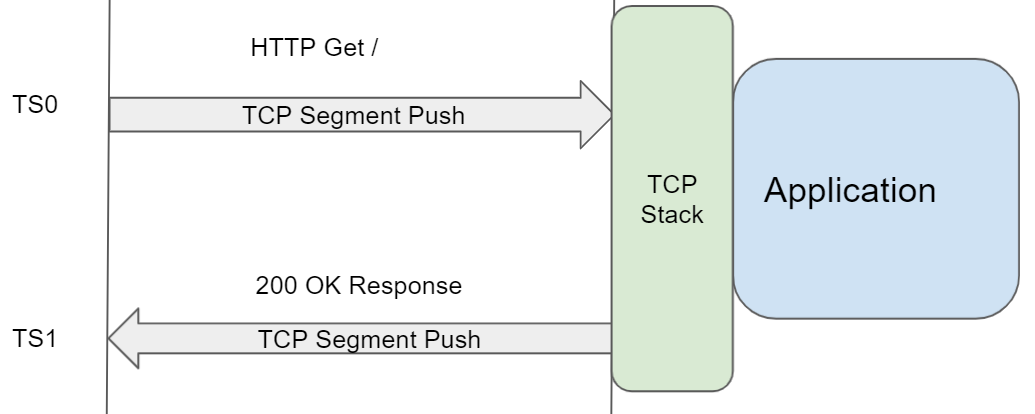 HTTP Get /
TS0
TCP Segment Push
TCP
Stack
Application
200 OK Response
TS1
TCP Segment Push